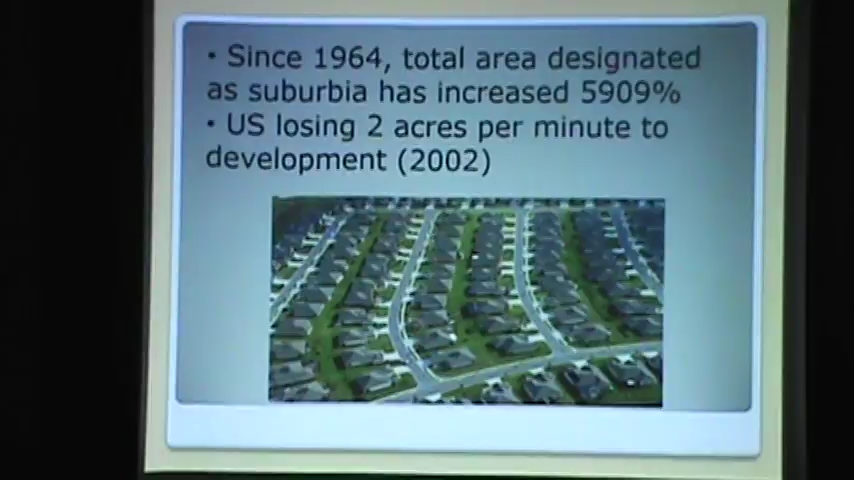 • Since 1964, total area designated
as suburbia has increased 5909%
• US losing 2 acres per minute to
development (2002)